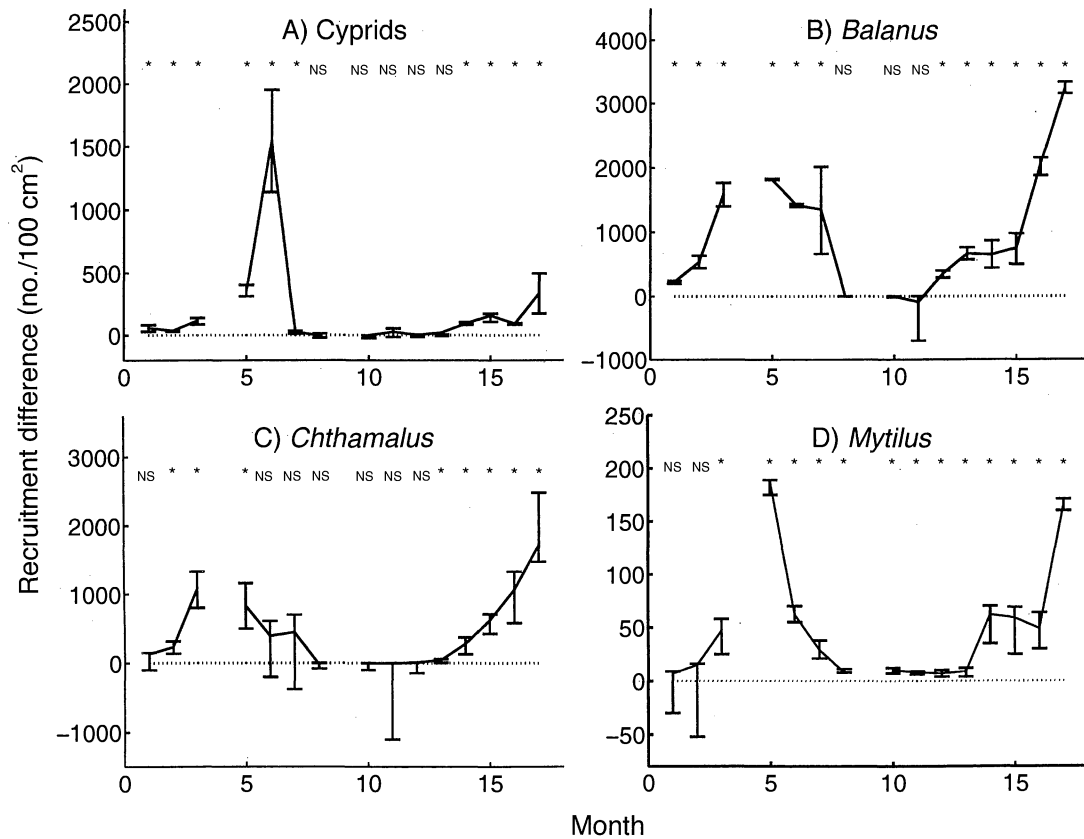 Recruitment difference (no./100 cm²)
A) Cyprids
2500
2000
1500
1000
500
0
* * * * * * NS NS NS NS NS * * * *
0 5 10 15
B) Balanus
4000
3000
2000
1000
0
−1000
* * * * * * NS NS NS * * * * * *
0 5 10 15
C) Chthamalus
3000
2000
1000
0
−1000
NS * * * NS NS NS NS NS NS * * * * *
0 5 10 15
D) Mytilus
250
200
150
100
50
0
−50
NS NS * * * * * * * * * * * * *
0 5 10 15
Month